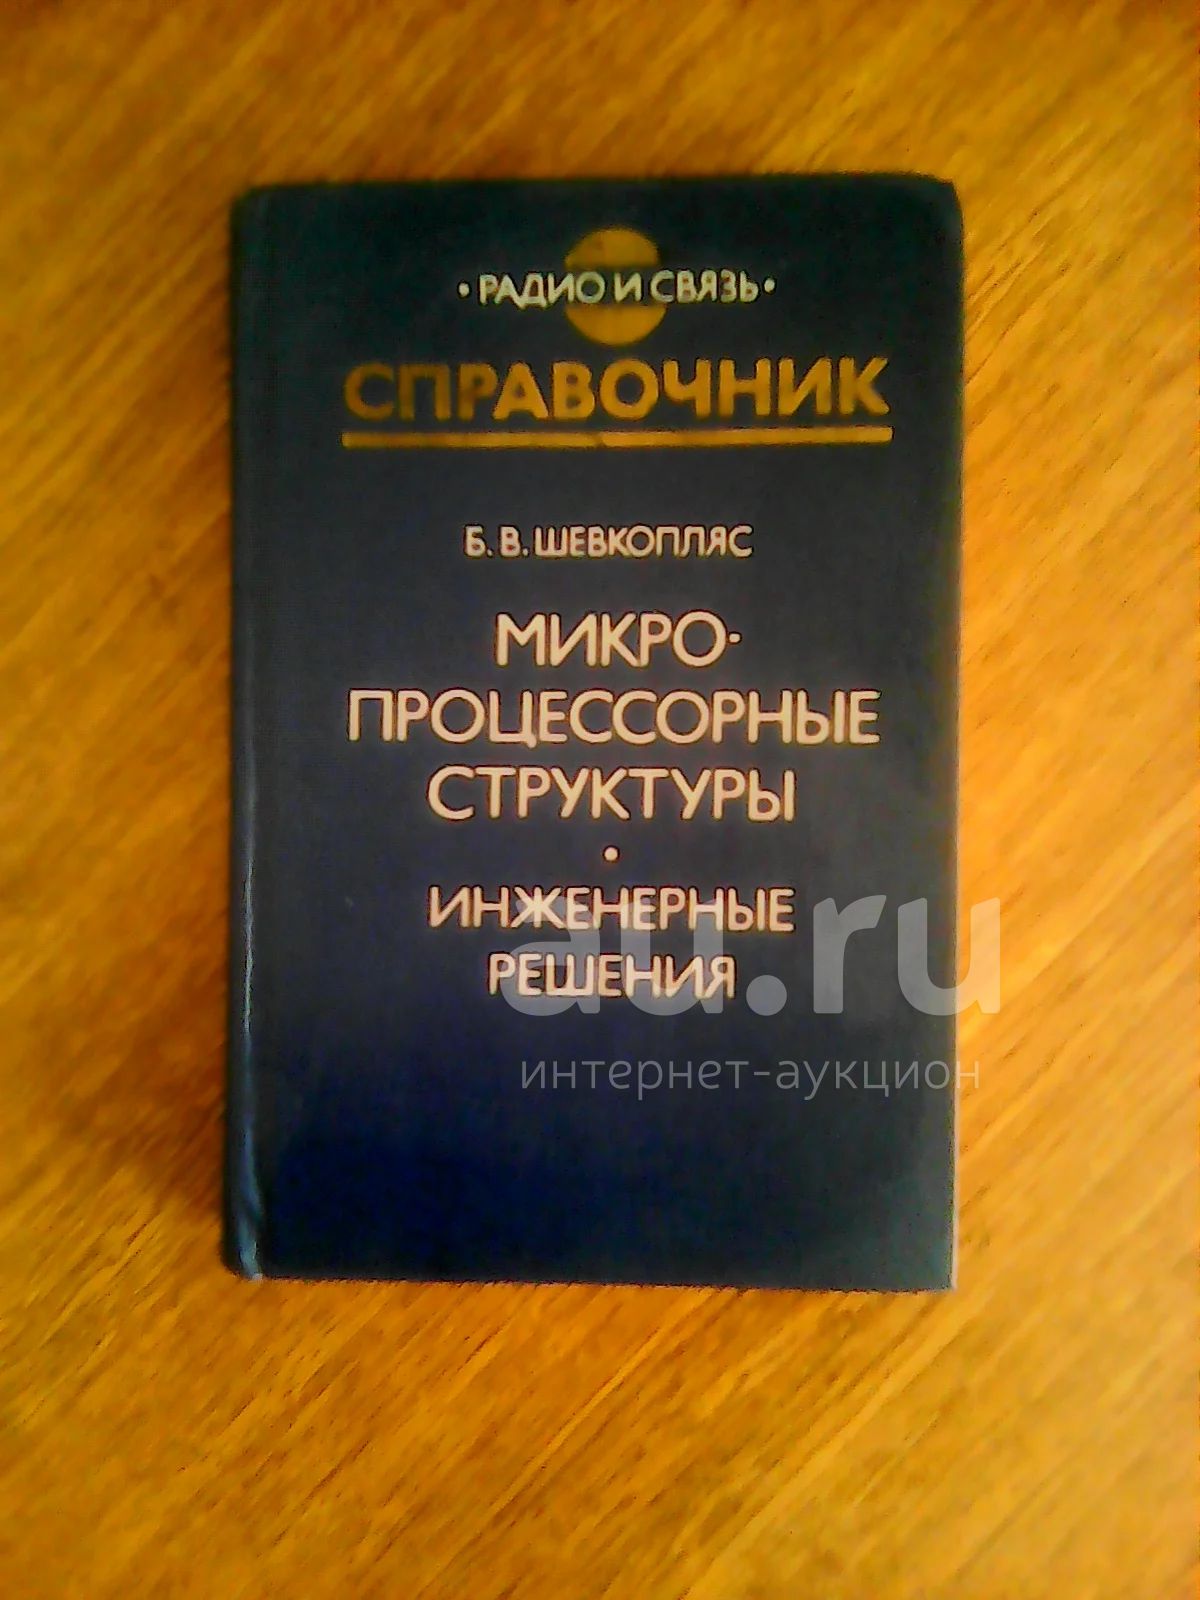 • РАДИО И СВЯЗЬ •
СПРАВОЧНИК
Б. В. ШЕВКОПЛЯС
МИКРО-
ПРОЦЕССОРНЫЕ
СТРУКТУРЫ
•
ИНЖЕНЕРНЫЕ
РЕШЕНИЯ
au.ru
интернет-аукцион